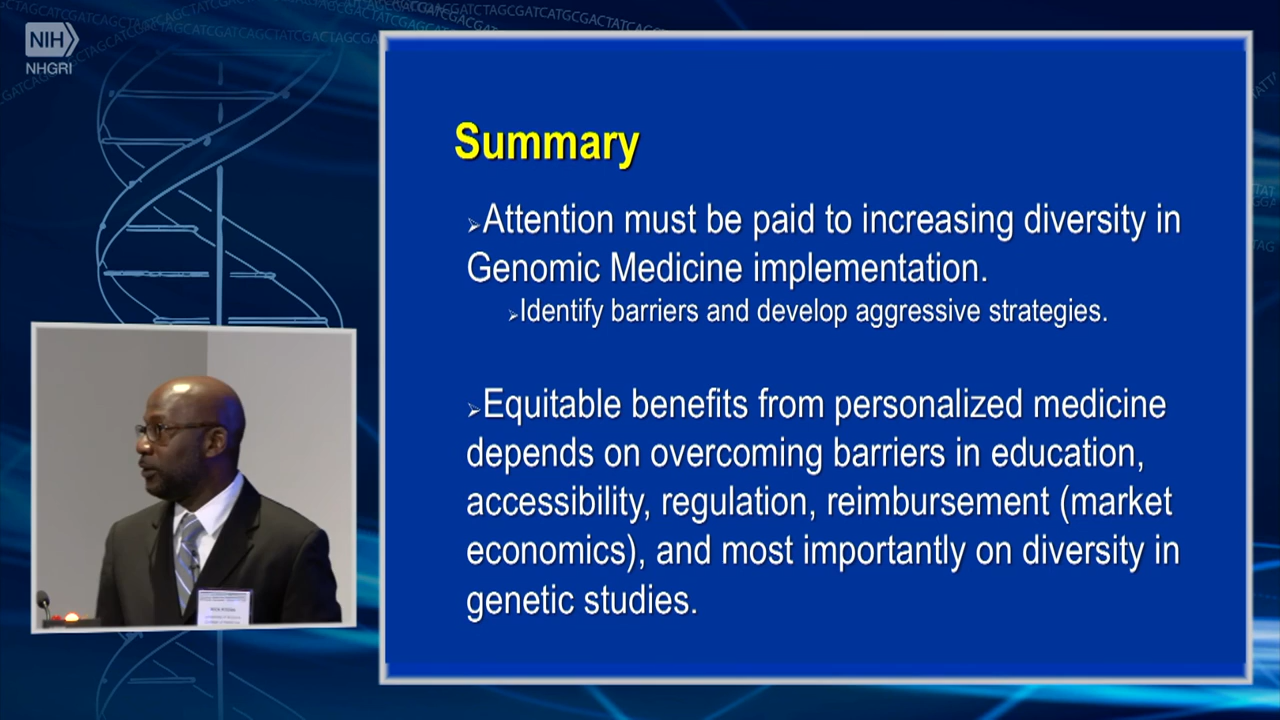 NIH
NHGRI
Summary
➢Attention must be paid to increasing diversity in
Genomic Medicine implementation.
➢Identify barriers and develop aggressive strategies.
➢Equitable benefits from personalized medicine
depends on overcoming barriers in education,
accessibility, regulation, reimbursement (market
economics), and most importantly on diversity in
genetic studies.